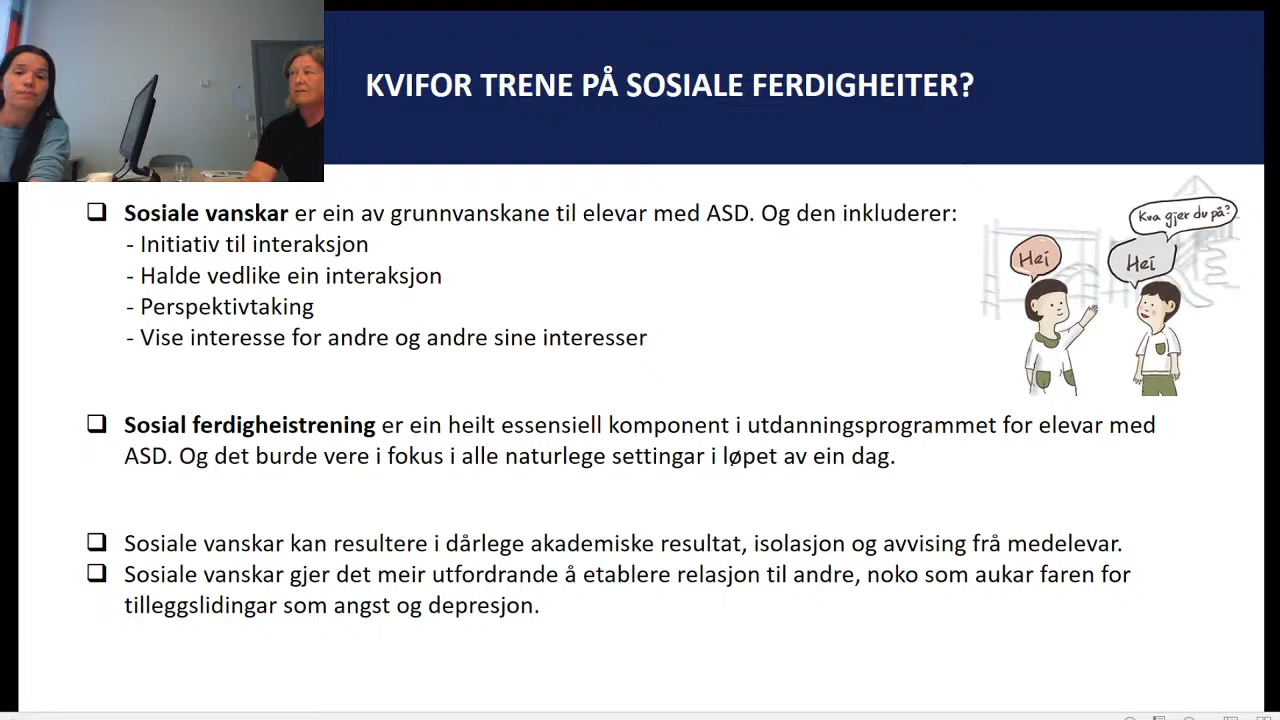 KVIFOR TRENE PÅ SOSIALE FERDIGHEITER?
Sosiale vanskar er ein av grunnvanskane til elevar med ASD. Og den inkluderer:
- Initiativ til interaksjon
- Halde vedlike ein interaksjon
- Perspektivtaking
- Vise interesse for andre og andre sine interesser
Kva gjer du på?
Hei
Hei
Sosial ferdigheistrening er ein heilt essensiell komponent i utdanningsprogrammet for elevar med
ASD. Og det burde vere i fokus i alle naturlege settingar i løpet av ein dag.
Sosiale vanskar kan resultere i dårlege akademiske resultat, isolasjon og avvising frå medelevar.
Sosiale vanskar gjer det meir utfordrande å etablere relasjon til andre, noko som aukar faren for
tilleggslidingar som angst og depresjon.